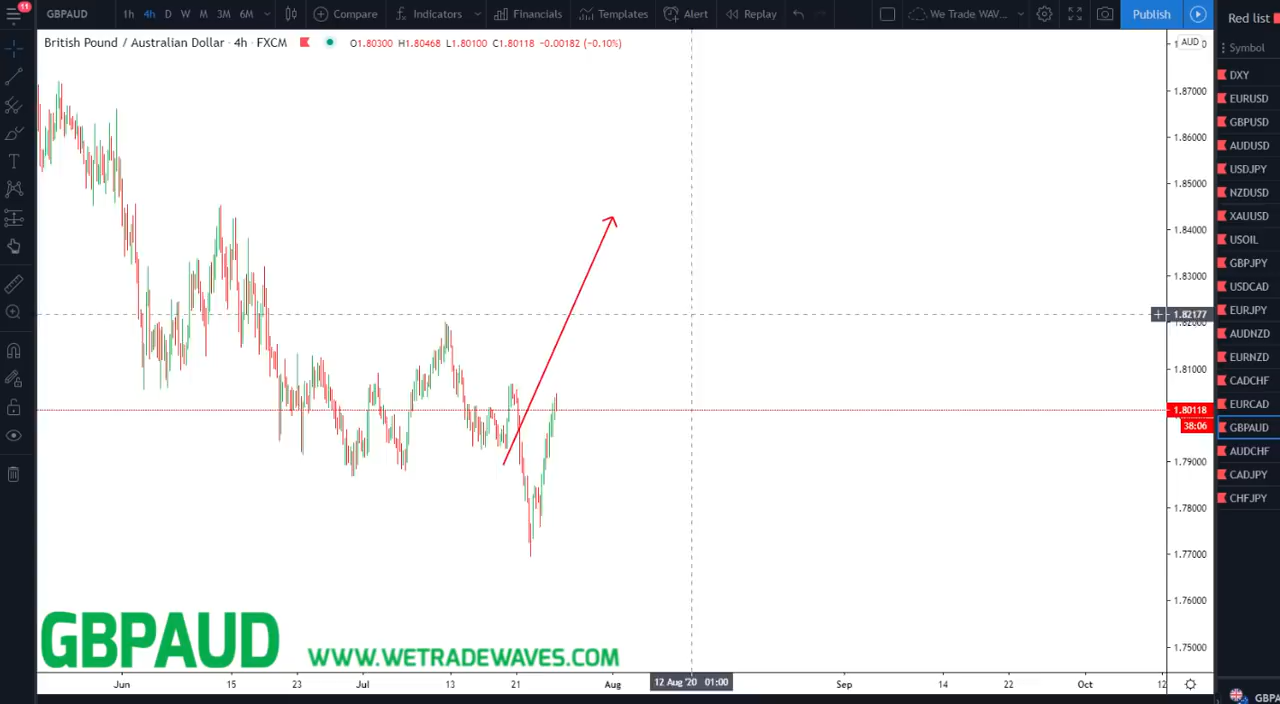 11
GBPAUD 1h 4h D W M 3M 6M Compare Indicators Financials Templates Alert Replay We Trade WAV... Publish
British Pound / Australian Dollar · 4h · FXCM O1.80300 H1.80468 L1.80100 C1.80118 -0.00182 (-0.10%)
AUD
1.87000
1.86000
1.85000
1.84000
1.83000
1.82177
1.82000
1.81000
1.80118
38:06
1.79000
1.78000
1.77000
1.76000
1.75000
Red list
Symbol
DXY
EURUSD
GBPUSD
AUDUSD
USDJPY
NZDUSD
XAUUSD
USOIL
GBPJPY
USDCAD
EURJPY
AUDNZD
EURNZD
CADCHF
EURCAD
GBPAUD
AUDCHF
CADJPY
CHFJPY
GBPAUD
WWW.WETRADEWAVES.COM
Jun 15 23 Jul 13 21 Aug 12 Aug '20 01:00 Sep 14 22 Oct 12
GBPA